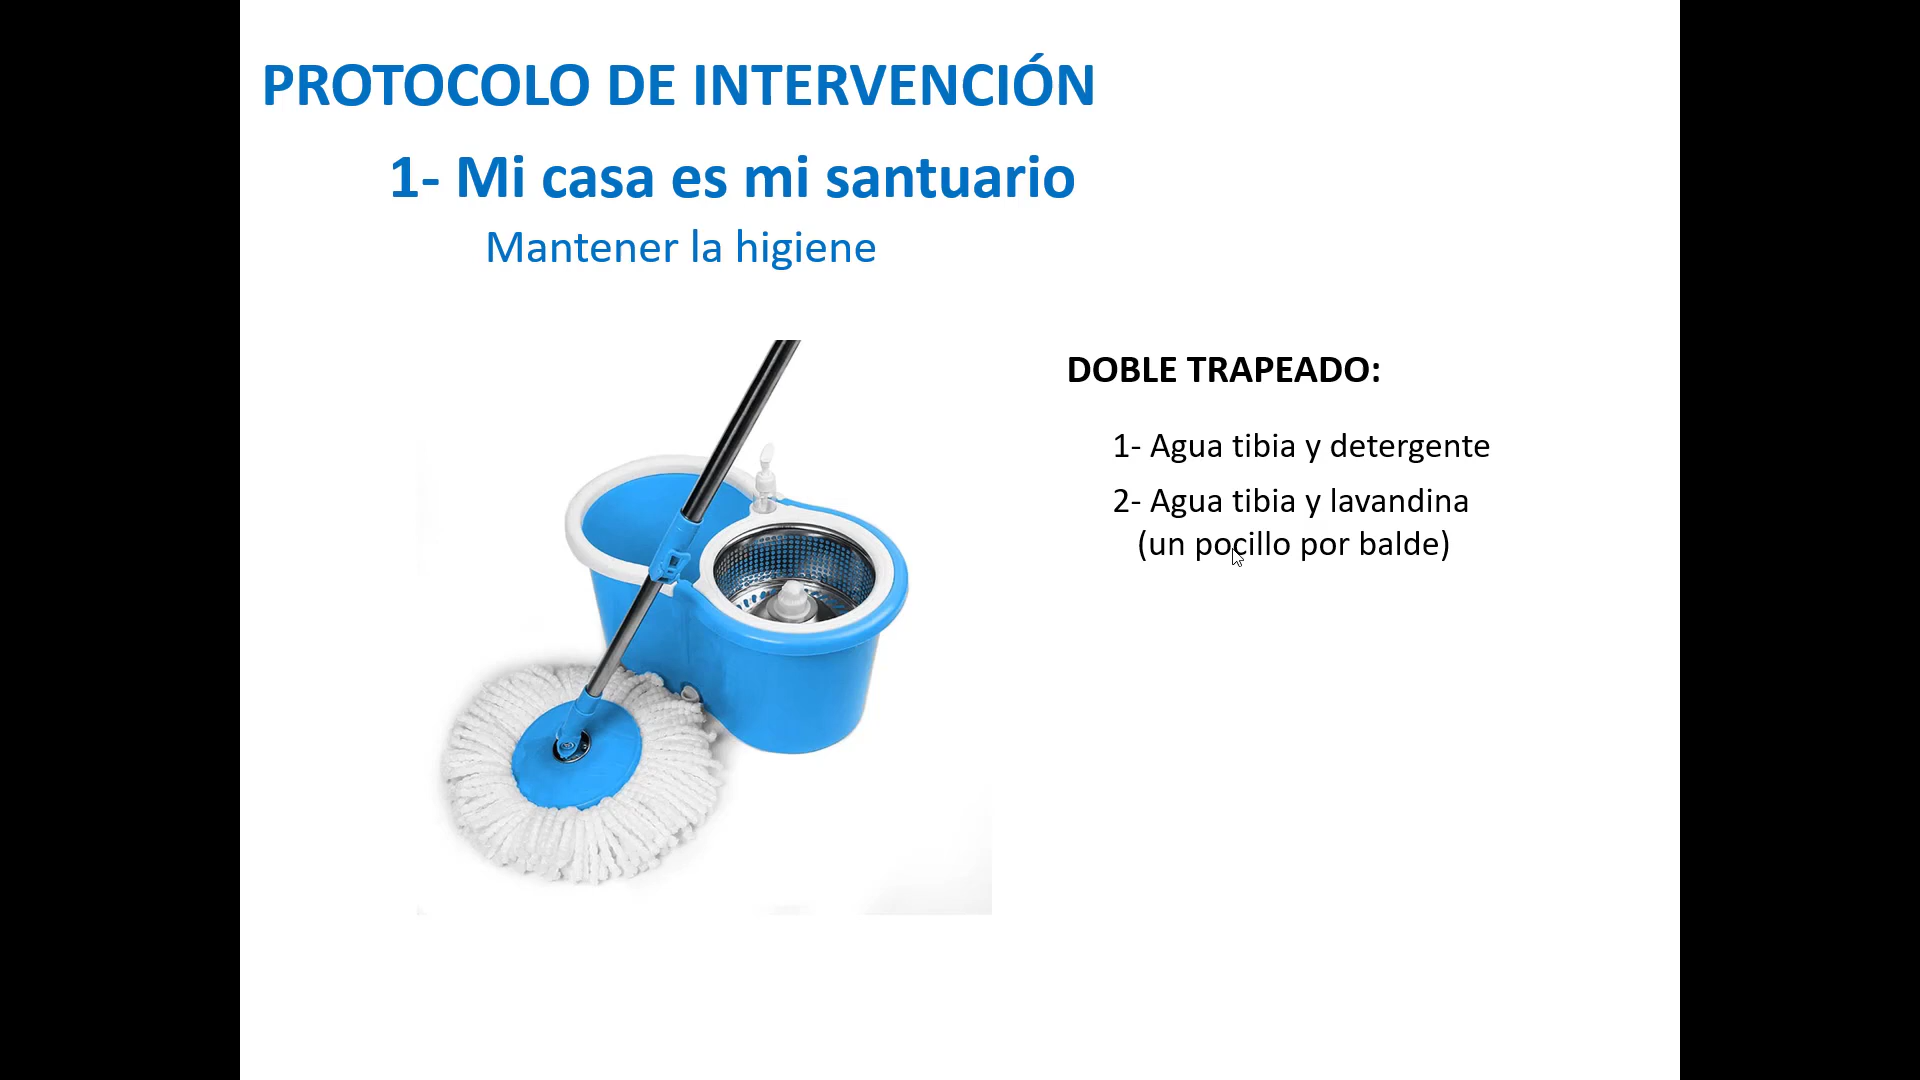 PROTOCOLO DE INTERVENCIÓN
1- Mi casa es mi santuario
Mantener la higiene
DOBLE TRAPEADO:
1- Agua tibia y detergente
2- Agua tibia y lavandina
(un pocillo por balde)